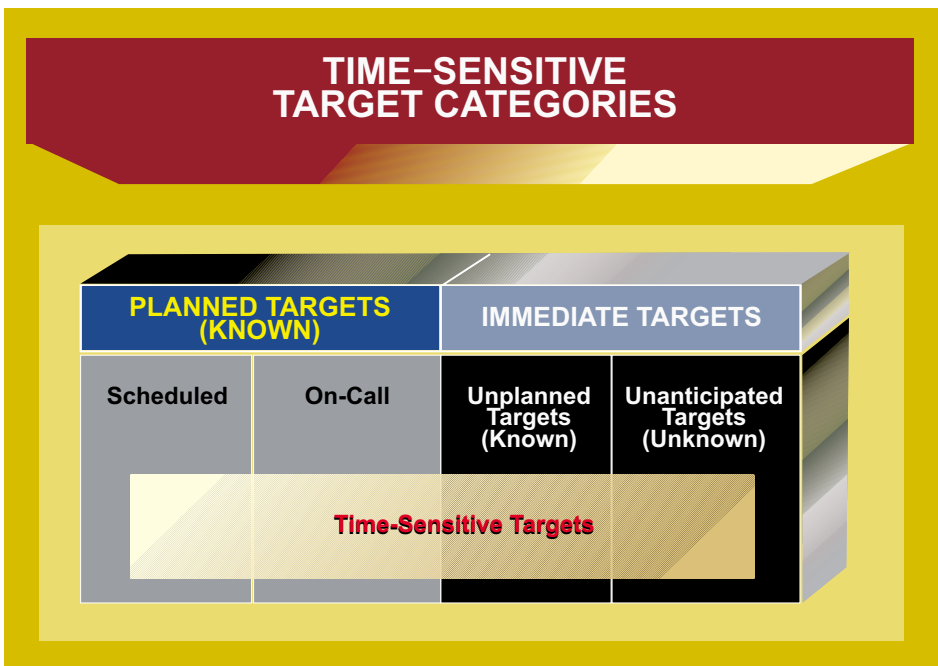 TIME–SENSITIVE
TARGET CATEGORIES
PLANNED TARGETS
(KNOWN)
IMMEDIATE TARGETS
Scheduled
On-Call
Unplanned
Targets
(Known)
Unanticipated
Targets
(Unknown)
Time-Sensitive Targets